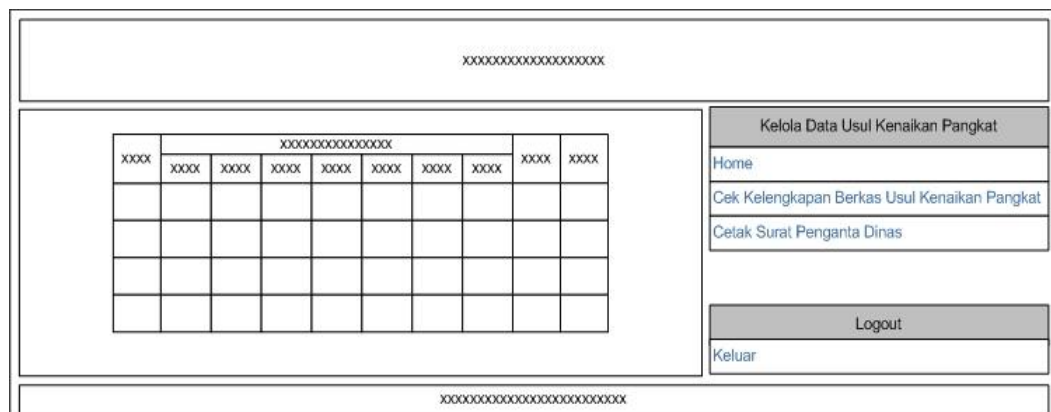 xxxxxxxxxxxxxxxxxxx
xxxxxxxxxxxxxxx
xxxx xxxx xxxx xxxx xxxx xxxx xxxx xxxx xxxx xxxx
Kelola Data Usul Kenaikan Pangkat
Home
Cek Kelengkapan Berkas Usul Kenaikan Pangkat
Cetak Surat Penganta Dinas
Logout
Keluar
xxxxxxxxxxxxxxxxxxxxxxxxx